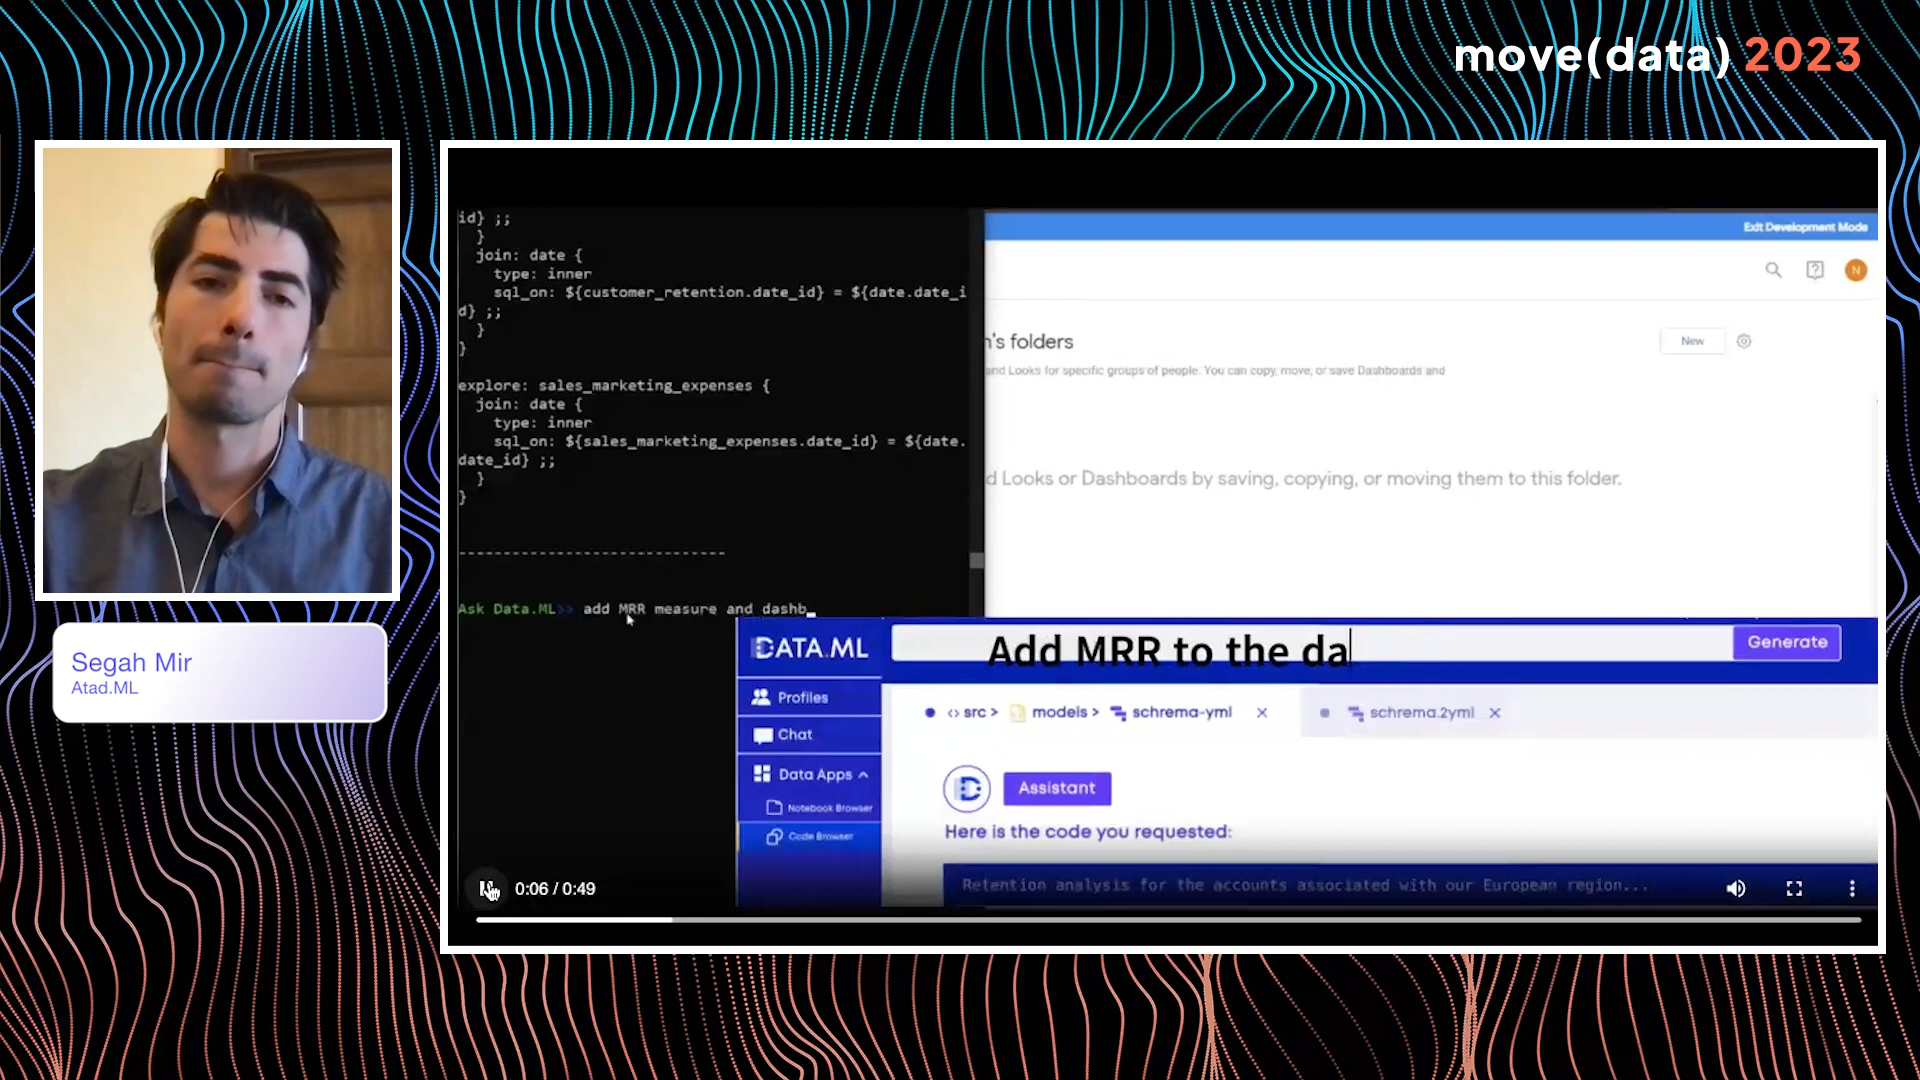 move(data) 2023
Segah Mir
Atad.ML
id} ;;
}
join: date {
type: inner
sql_on: ${customer_retention.date_id} = ${date.date_i
d} ;;
}
}
explore: sales_marketing_expenses {
join: date {
type: inner
sql_on: ${sales_marketing_expenses.date_id} = ${date.
date_id} ;;
}
}
-----------------------------
Ask Data.ML>> add MRR measure and dashb_
Exit Development Mode
N
n's folders
New
and Looks for specific groups of people. You can copy, move, or save Dashboards and
d Looks or Dashboards by saving, copying, or moving them to this folder.
DATA.ML
Add MRR to the da
Generate
Profiles
Chat
Data Apps
Notebook Browser
Code Browser
<> src > models > schrema-yml ×
schrema.2yml ×
Assistant
Here is the code you requested:
Retention analysis for the accounts associated with our European region...
0:06 / 0:49